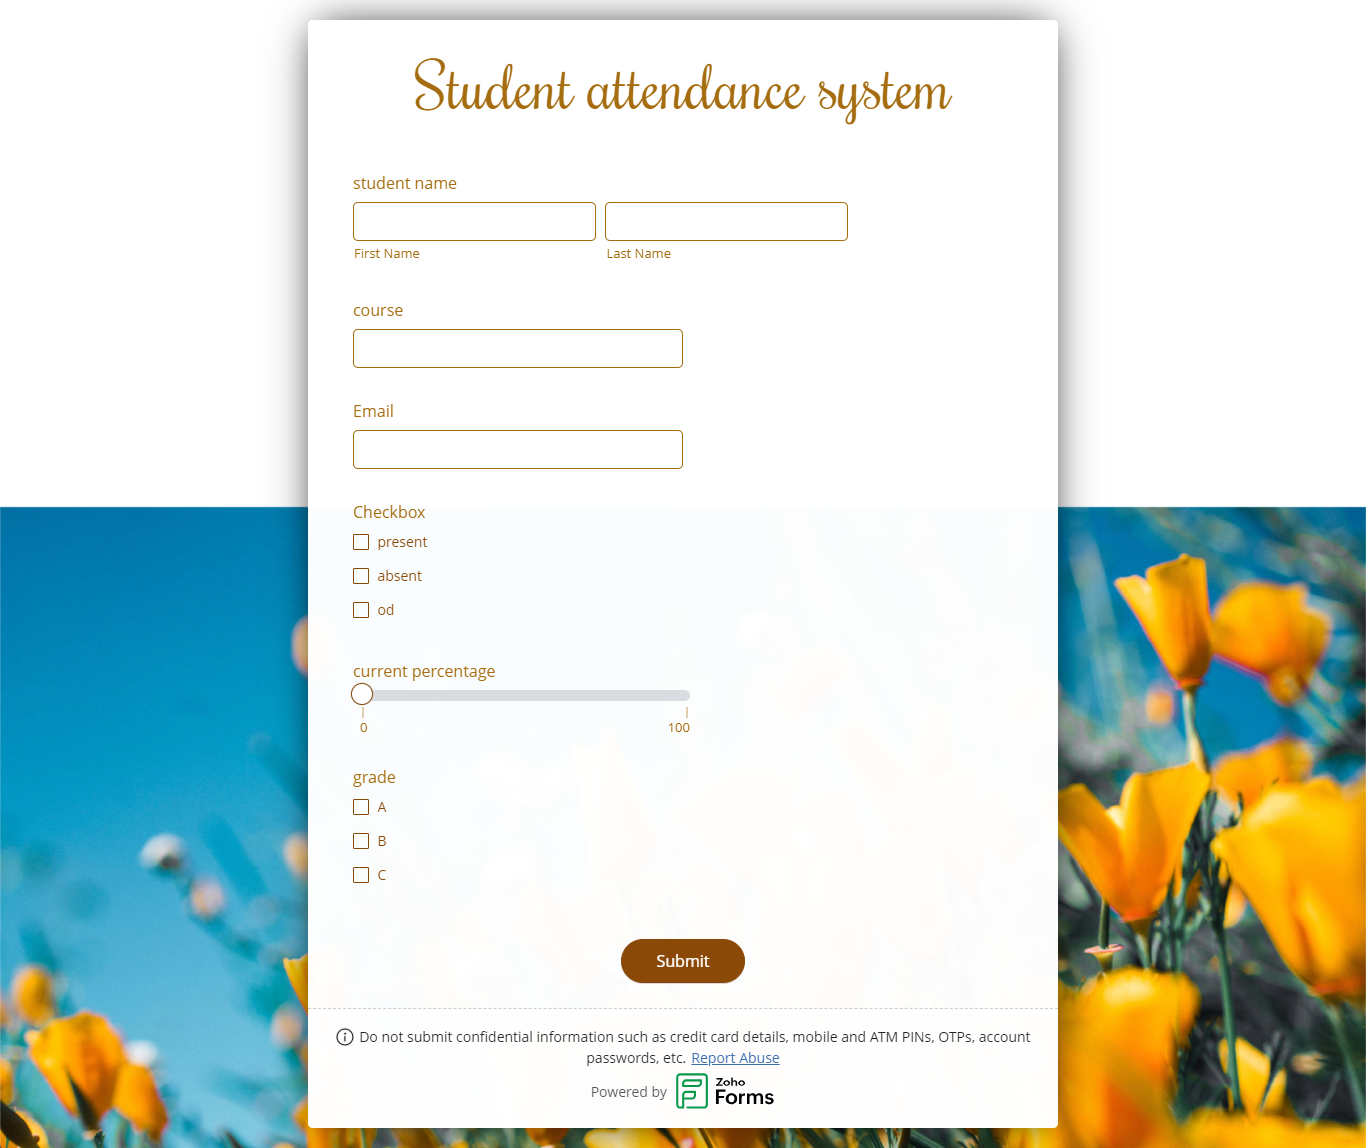 Student attendance system
student name
First Name
Last Name
course
Email
Checkbox
present
absent
od
current percentage
0
100
grade
A
B
C
Submit
Do not submit confidential information such as credit card details, mobile and ATM PINs, OTPs, account
passwords, etc. Report Abuse
Powered by Zoho Forms